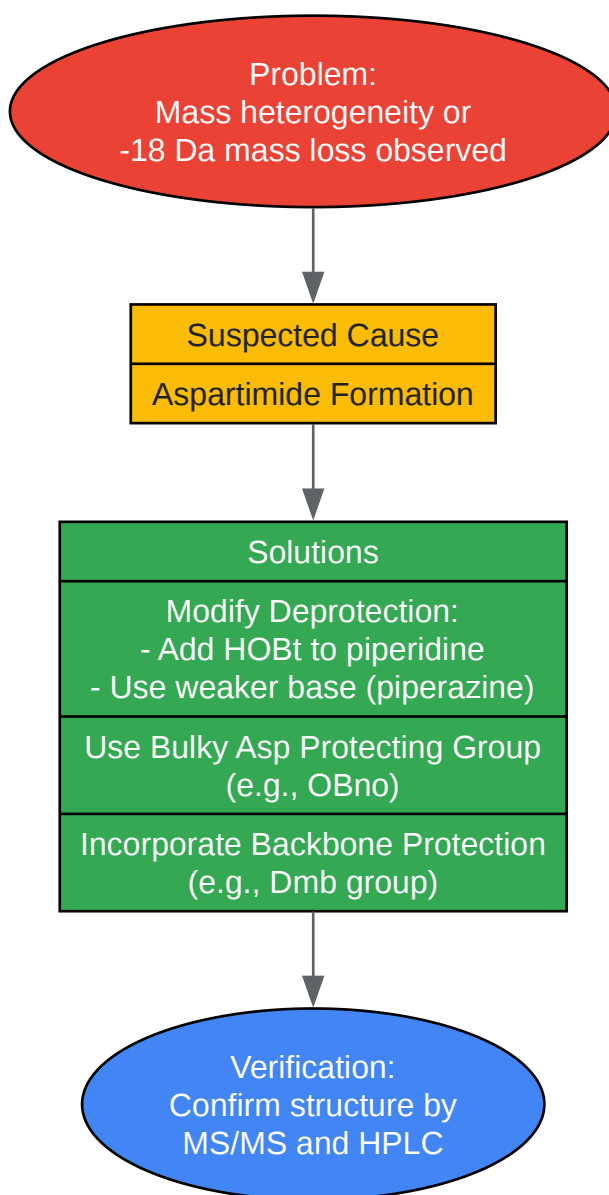 Problem:
Mass heterogeneity or
-18 Da mass loss observed
Suspected Cause
Aspartimide Formation
Solutions
Modify Deprotection:
- Add HOBt to piperidine
- Use weaker base (piperazine)
Use Bulky Asp Protecting Group
(e.g., OBno)
Incorporate Backbone Protection
(e.g., Dmb group)
Verification:
Confirm structure by
MS/MS and HPLC